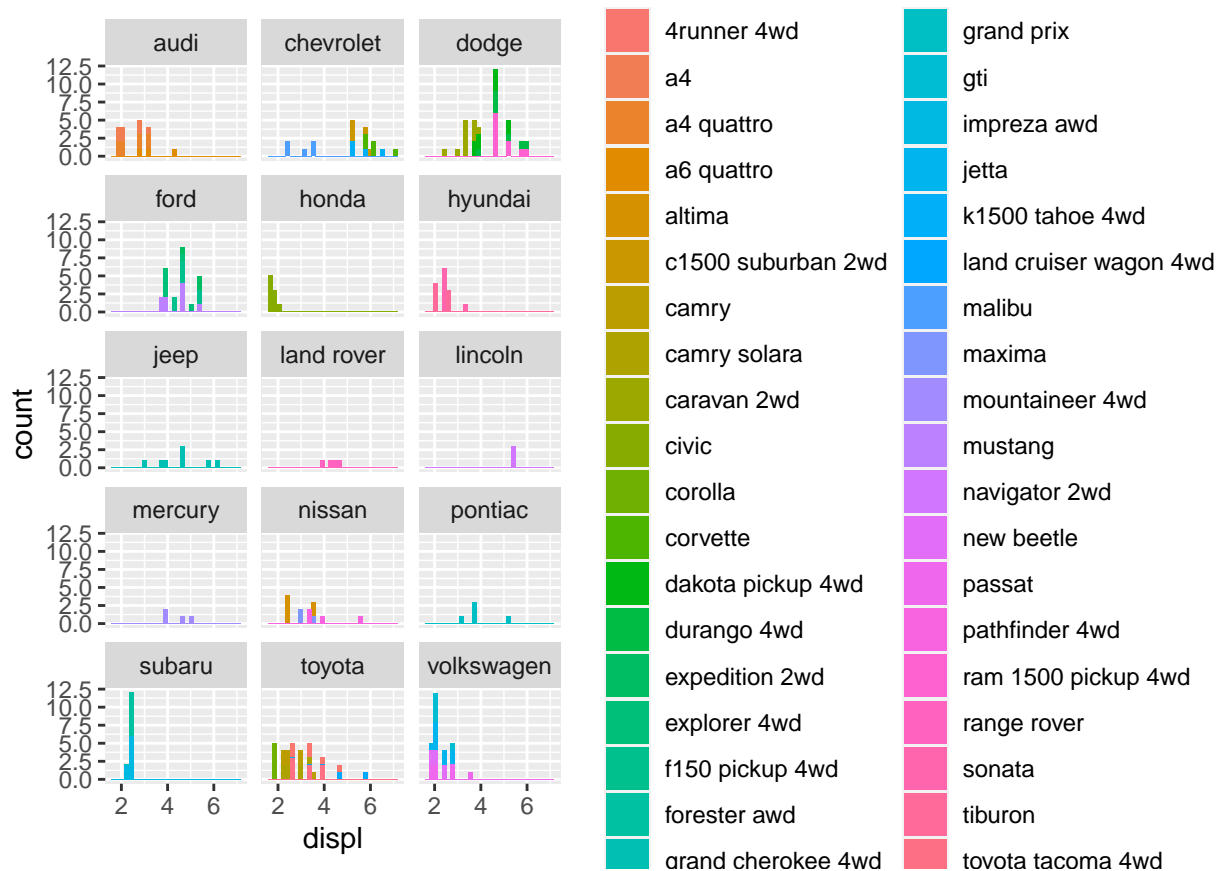 audi chevrolet dodge
12.5
10.0
7.5
5.0
2.5
0.0
ford honda hyundai
12.5
10.0
7.5
5.0
2.5
0.0
jeep land rover lincoln
12.5
10.0
7.5
5.0
2.5
0.0
mercury nissan pontiac
12.5
10.0
7.5
5.0
2.5
0.0
subaru toyota volkswagen
12.5
10.0
7.5
5.0
2.5
0.0
2 4 6 2 4 6 2 4 6
displ
count
4runner 4wd
a4
a4 quattro
a6 quattro
altima
c1500 suburban 2wd
camry
camry solara
caravan 2wd
civic
corolla
corvette
dakota pickup 4wd
durango 4wd
expedition 2wd
explorer 4wd
f150 pickup 4wd
forester awd
grand cherokee 4wd
grand prix
gti
impreza awd
jetta
k1500 tahoe 4wd
land cruiser wagon 4wd
malibu
maxima
mountaineer 4wd
mustang
navigator 2wd
new beetle
passat
pathfinder 4wd
ram 1500 pickup 4wd
range rover
sonata
tiburon
toyota tacoma 4wd